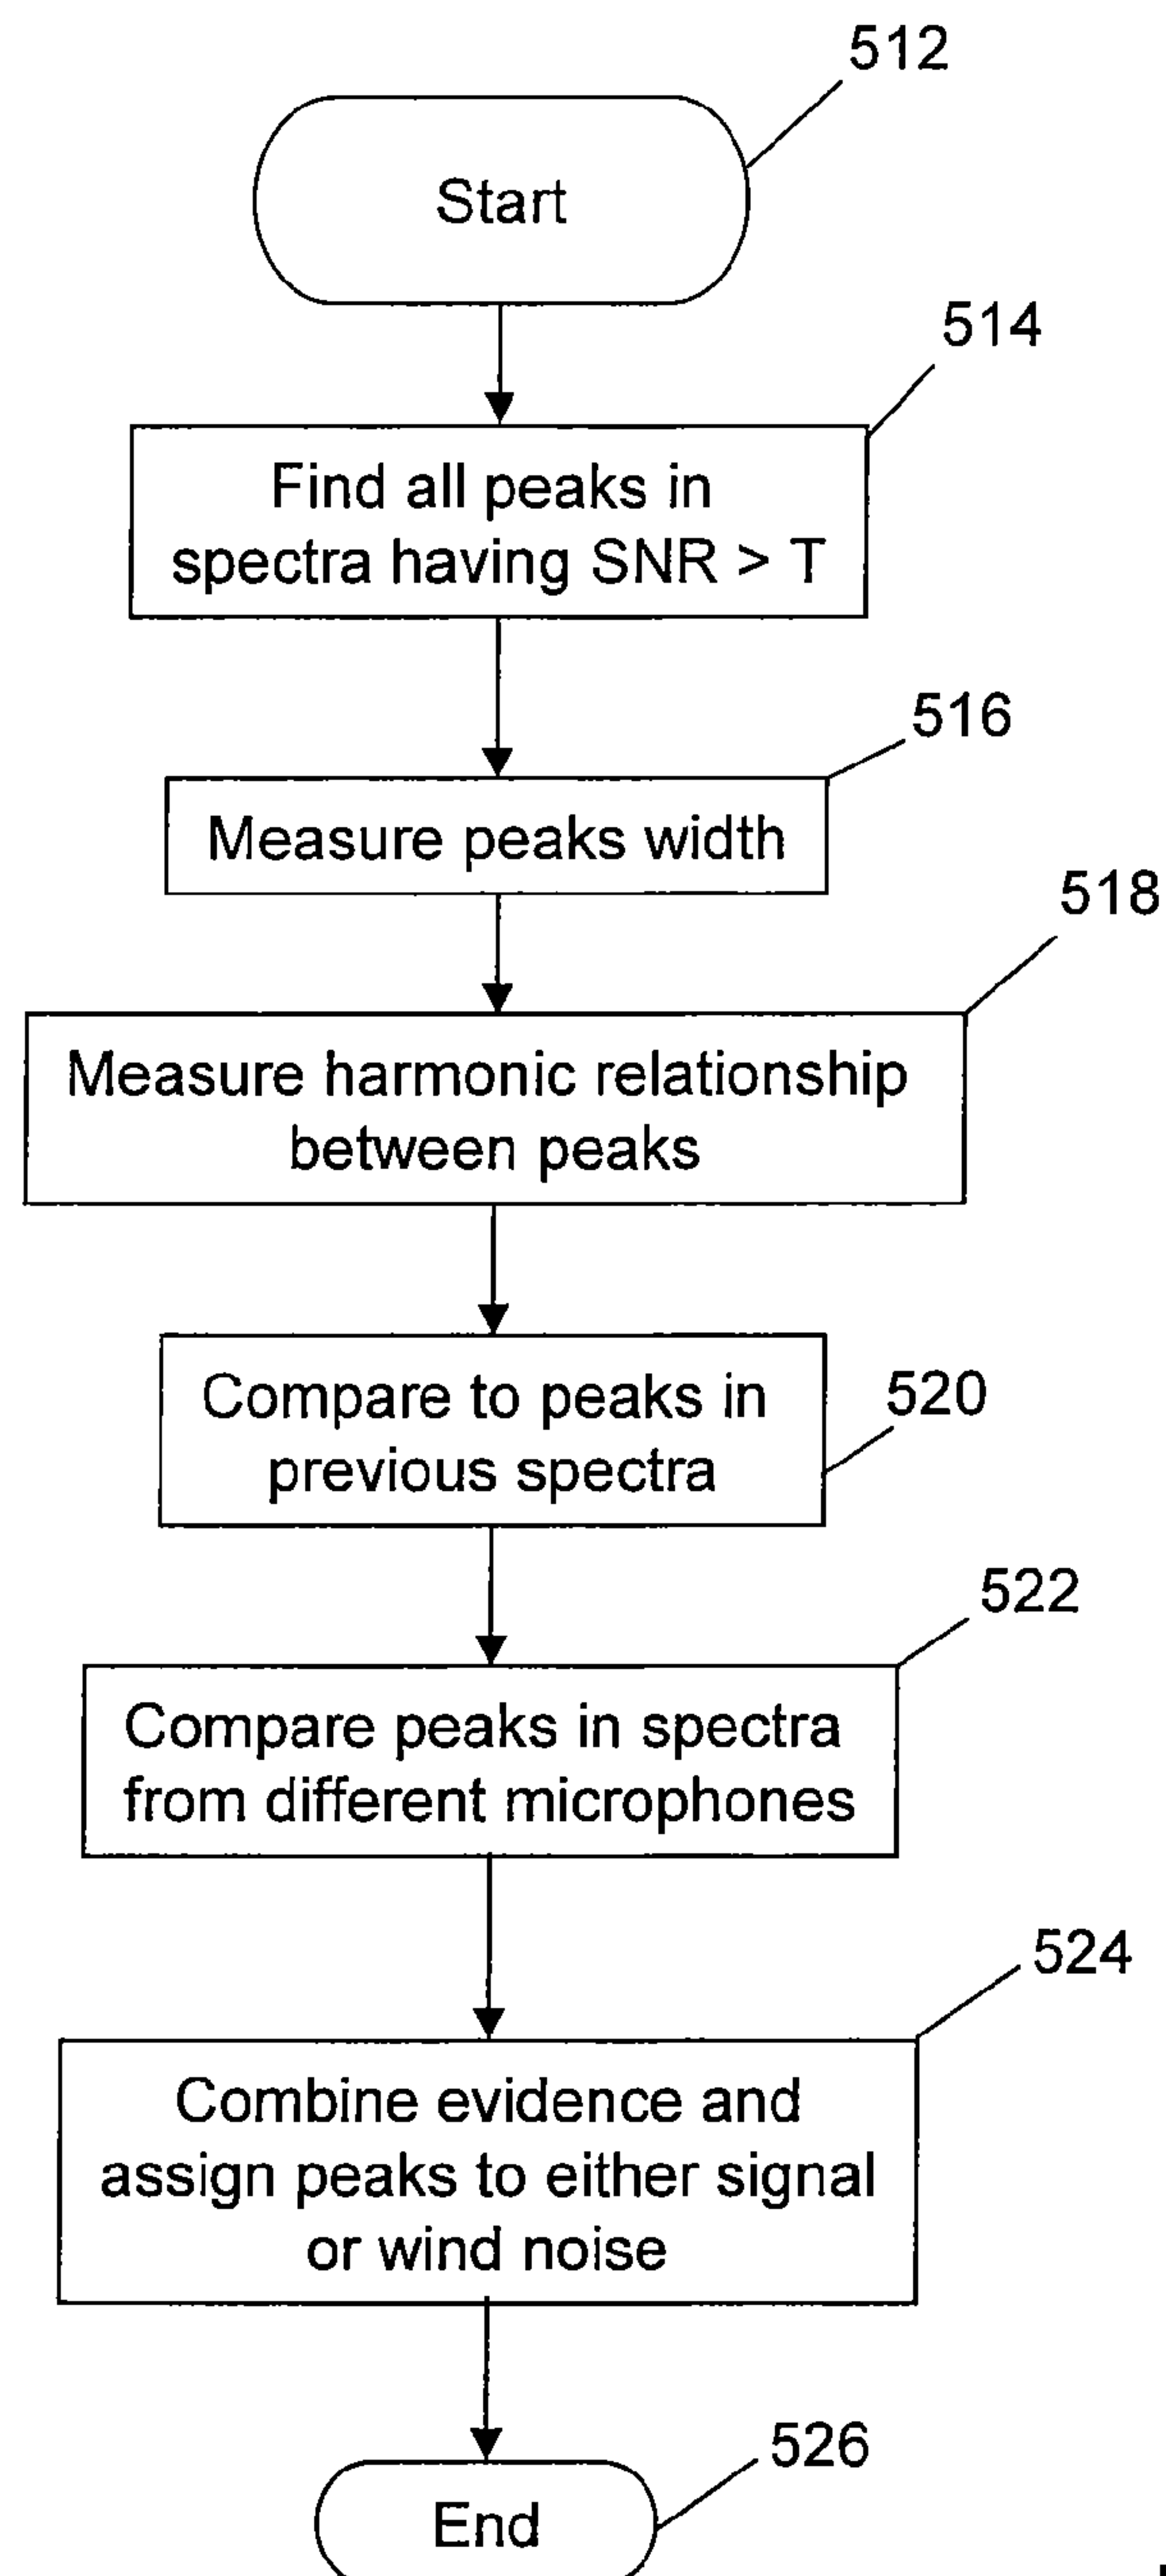 512
Start
514
Find all peaks in
spectra having SNR > T
516
Measure peaks width
518
Measure harmonic relationship
between peaks
520
Compare to peaks in
previous spectra
522
Compare peaks in spectra
from different microphones
524
Combine evidence and
assign peaks to either signal
or wind noise
526
End